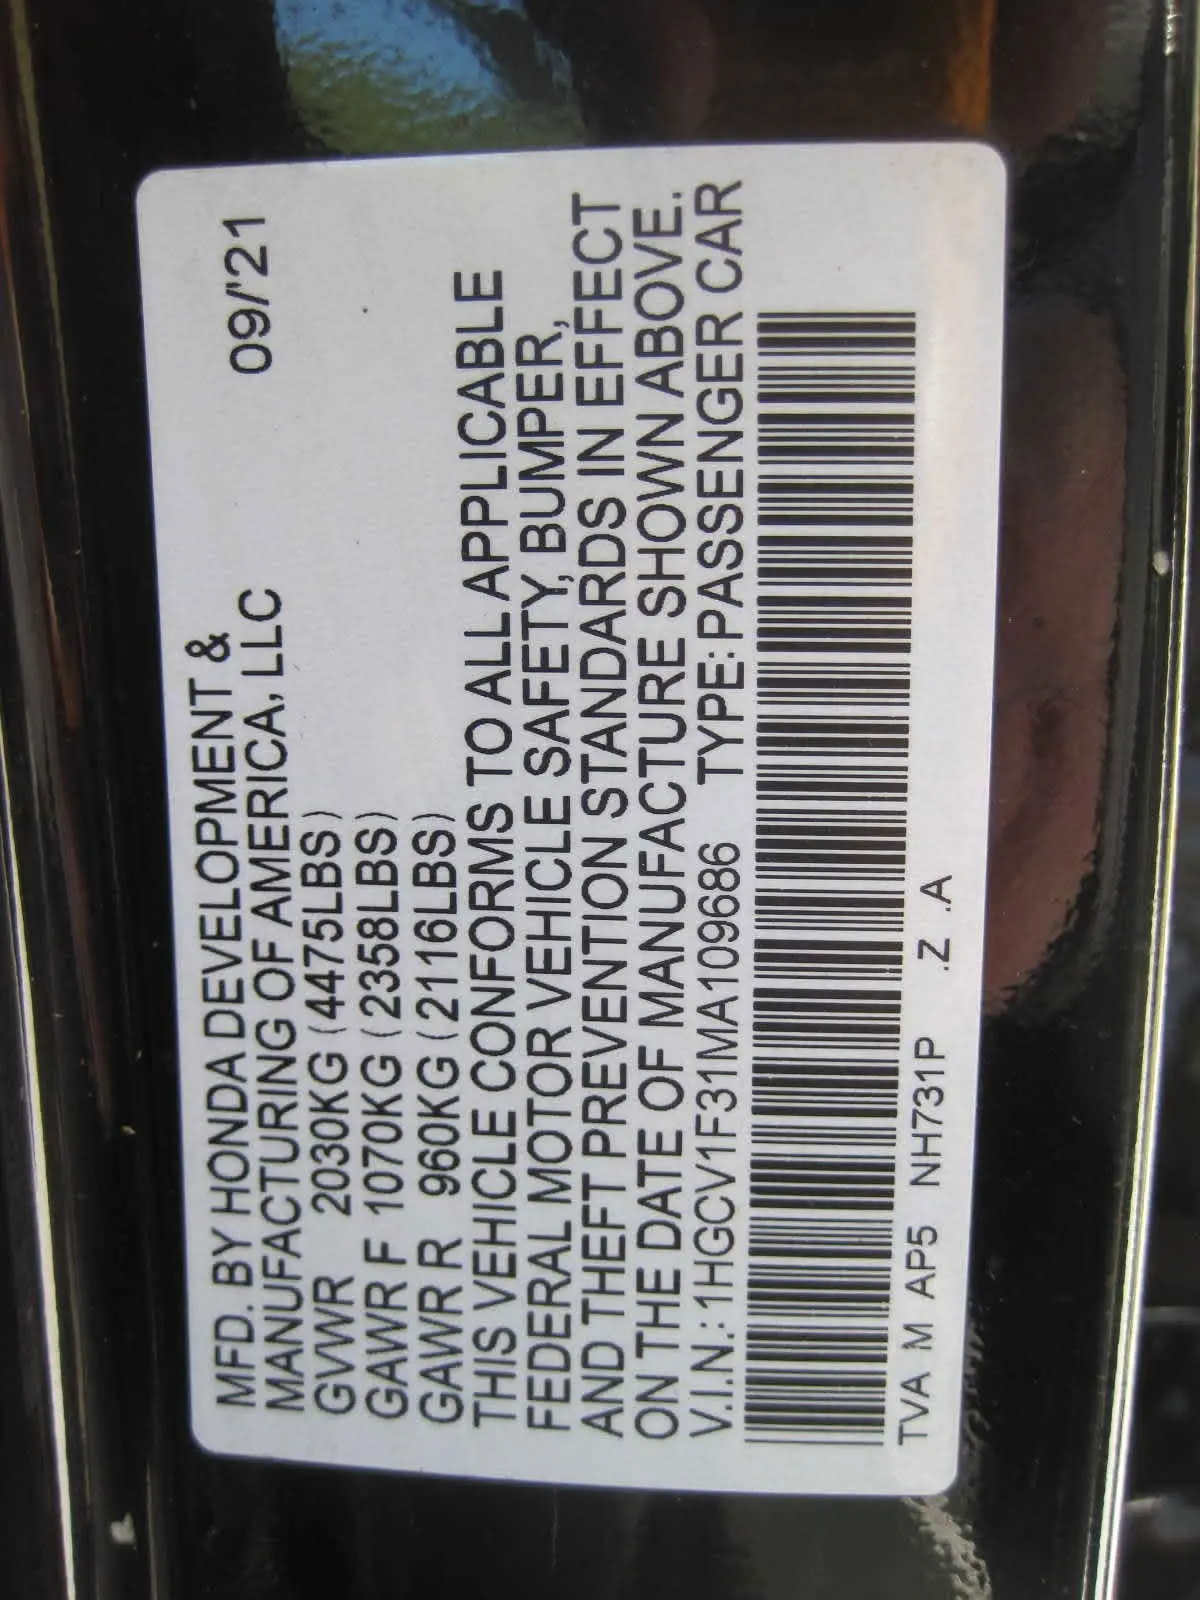 MFD. BY HONDA DEVELOPMENT &
MANUFACTURING OF AMERICA, LLC 09/'21
GVWR 2030KG (4475LBS)
GAWR F 1070KG (2358LBS)
GAWR R 960KG (2116LBS)
THIS VEHICLE CONFORMS TO ALL APPLICABLE
FEDERAL MOTOR VEHICLE SAFETY, BUMPER,
AND THEFT PREVENTION STANDARDS IN EFFECT
ON THE DATE OF MANUFACTURE SHOWN ABOVE.
V.I.N.: 1HGCV1F31MA109686 TYPE: PASSENGER CAR
TVA M AP5 NH731P .Z .A